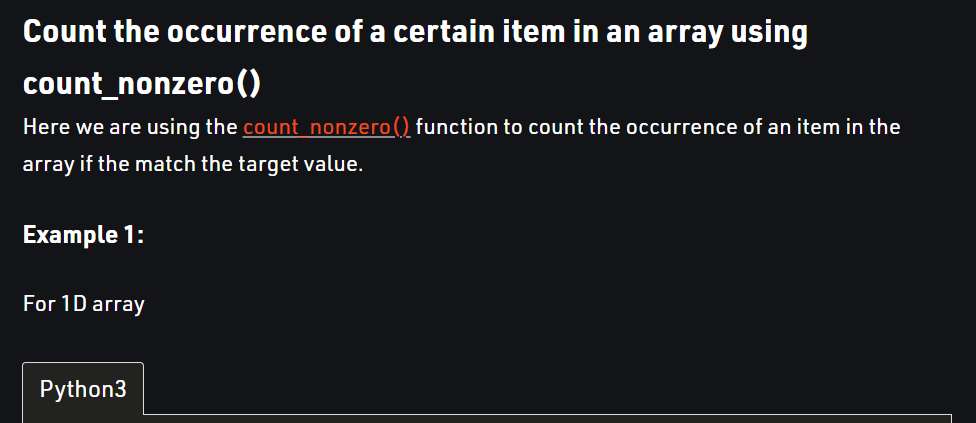 Count the occurrence of a certain item in an array using
count_nonzero()
Here we are using the count_nonzero() function to count the occurrence of an item in the
array if the match the target value.
Example 1:
For 1D array
Python3